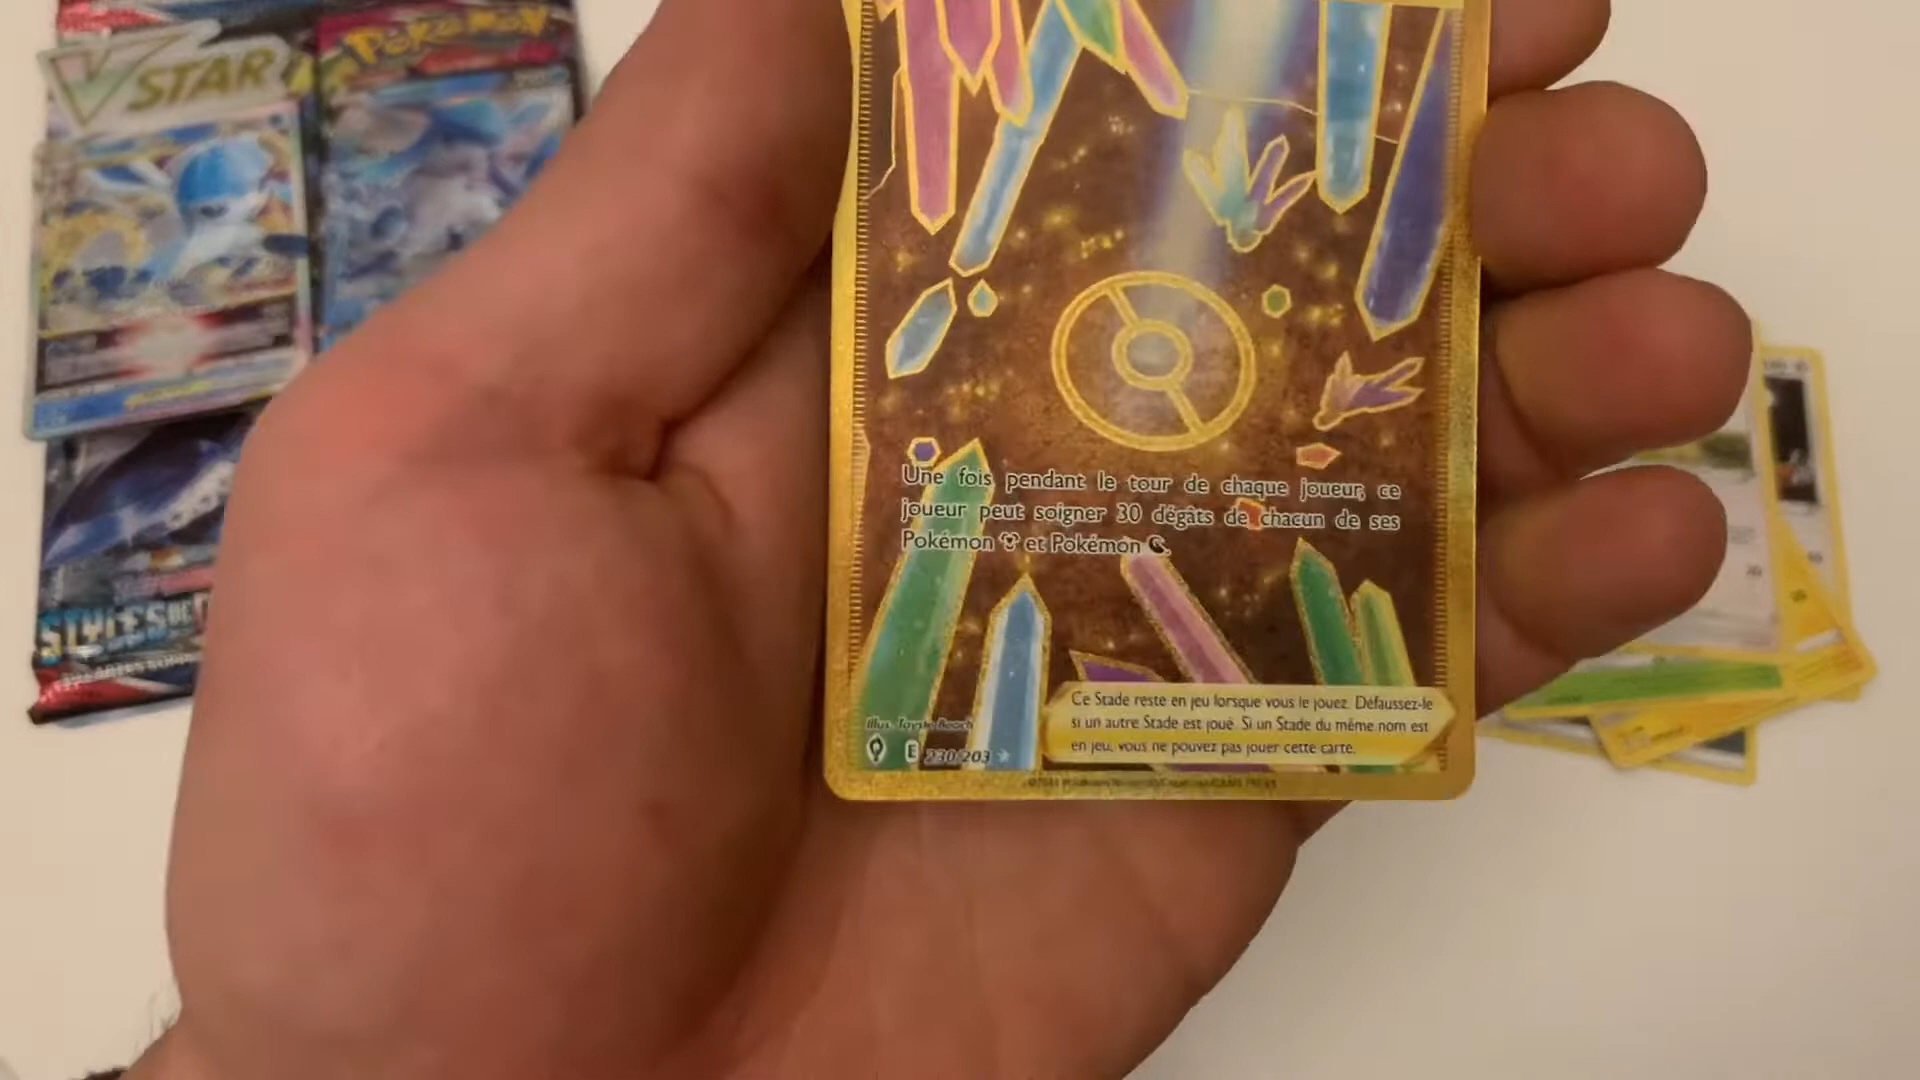 VSTAR
Pokémon
STYLES DE
Une fois pendant le tour de chaque joueur, ce
joueur peut soigner 30 dégâts de chacun de ses
Pokémon et Pokémon .
Ce Stade reste en jeu lorsque vous le jouez. Défaussez-le
si un autre Stade est joué. Si un Stade du même nom est
en jeu, vous ne pouvez pas jouer cette carte.
Illus. Taysle Beach
E 230/203